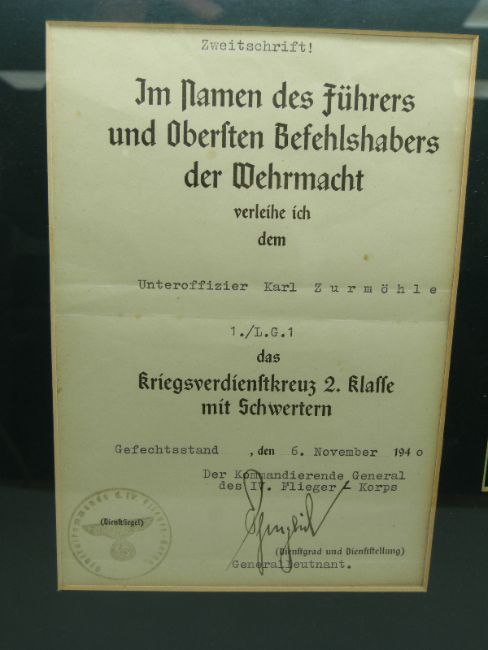 Zweitschrift!
Im Namen des Führers
und Obersten Befehlshabers
der Wehrmacht
verleihe ich
dem
Unteroffizier Karl Zurmöhle
1./L.G.1
das
Kriegsverdienstkreuz 2. Klasse
mit Schwertern
Gefechtsstand , den 6. November 1940
Der Kommandierende General
des IV. Flieger-Korps
(Dienstsiegel)
(Dienstgrad und Dienststellung)
Generalleutnant.